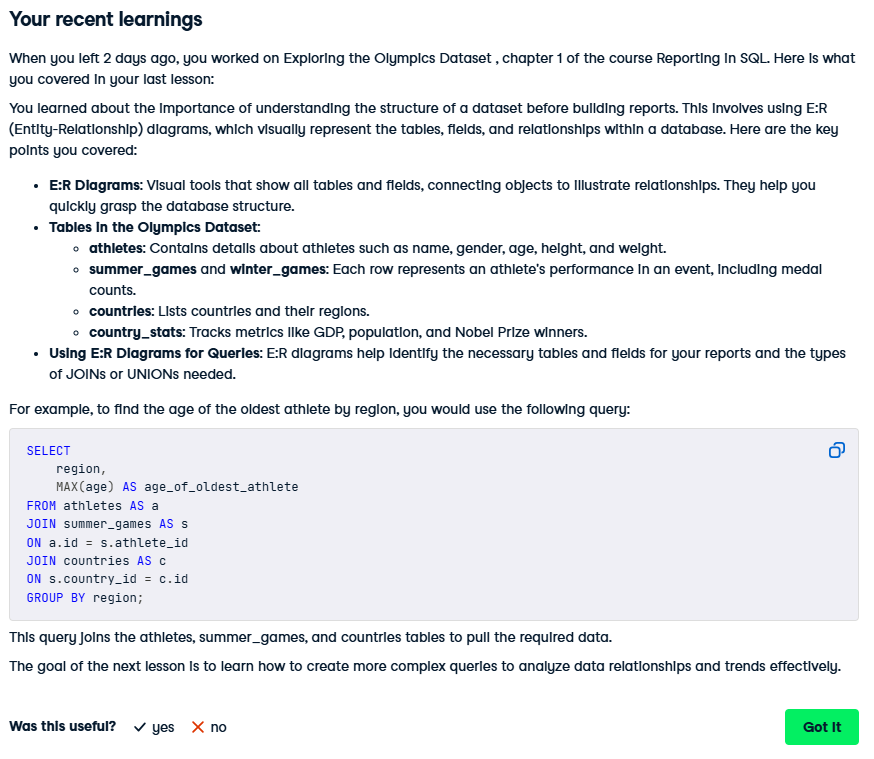 Your recent learnings
When you left 2 days ago, you worked on Exploring the Olympics Dataset , chapter 1 of the course Reporting in SQL. Here is what
you covered in your last lesson:
You learned about the importance of understanding the structure of a dataset before building reports. This involves using E:R
(Entity-Relationship) diagrams, which visually represent the tables, fields, and relationships within a database. Here are the key
points you covered:
• E:R Diagrams: Visual tools that show all tables and fields, connecting objects to illustrate relationships. They help you
quickly grasp the database structure.
• Tables in the Olympics Dataset:
◦ athletes: Contains details about athletes such as name, gender, age, height, and weight.
◦ summer_games and winter_games: Each row represents an athlete's performance in an event, including medal
counts.
◦ countries: Lists countries and their regions.
◦ country_stats: Tracks metrics like GDP, population, and Nobel Prize winners.
• Using E:R Diagrams for Queries: E:R diagrams help identify the necessary tables and fields for your reports and the types
of JOINs or UNIONs needed.
For example, to find the age of the oldest athlete by region, you would use the following query:
SELECT
    region,
    MAX(age) AS age_of_oldest_athlete
FROM athletes AS a
JOIN summer_games AS s
ON a.id = s.athlete_id
JOIN countries AS c
ON s.country_id = c.id
GROUP BY region;
This query joins the athletes, summer_games, and countries tables to pull the required data.
The goal of the next lesson is to learn how to create more complex queries to analyze data relationships and trends effectively.
Was this useful? yes no Got it